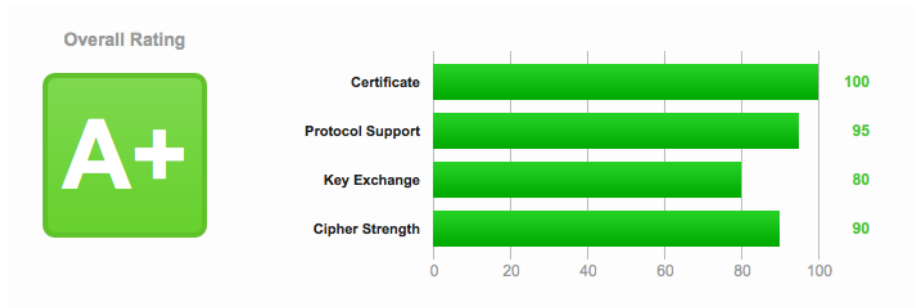 Overall Rating
A+
Certificate 100
Protocol Support 95
Key Exchange 80
Cipher Strength 90
0 20 40 60 80 100